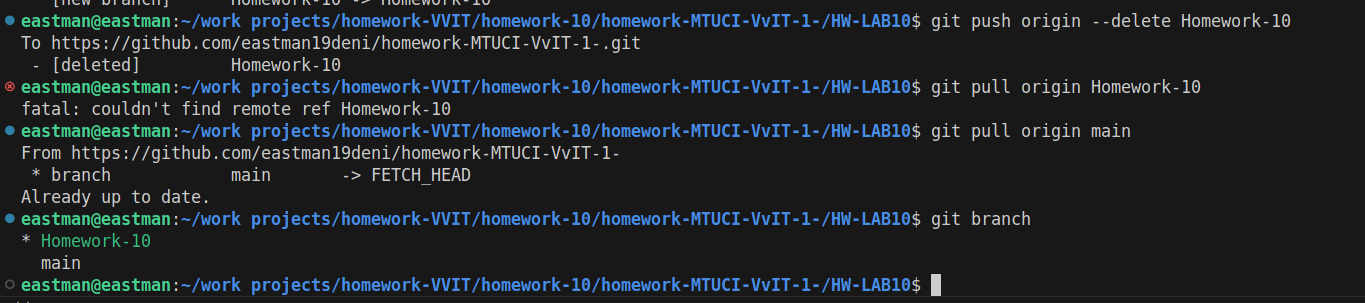 [new branch]      Homework-10 -> Homework-10
eastman@eastman:~/work projects/homework-VVIT/homework-10/homework-MTUCI-VvIT-1-/HW-LAB10$ git push origin --delete Homework-10
To https://github.com/eastman19deni/homework-MTUCI-VvIT-1-.git
 - [deleted]         Homework-10
eastman@eastman:~/work projects/homework-VVIT/homework-10/homework-MTUCI-VvIT-1-/HW-LAB10$ git pull origin Homework-10
fatal: couldn't find remote ref Homework-10
eastman@eastman:~/work projects/homework-VVIT/homework-10/homework-MTUCI-VvIT-1-/HW-LAB10$ git pull origin main
From https://github.com/eastman19deni/homework-MTUCI-VvIT-1-
 * branch            main       -> FETCH_HEAD
Already up to date.
eastman@eastman:~/work projects/homework-VVIT/homework-10/homework-MTUCI-VvIT-1-/HW-LAB10$ git branch
* Homework-10
  main
eastman@eastman:~/work projects/homework-VVIT/homework-10/homework-MTUCI-VvIT-1-/HW-LAB10$